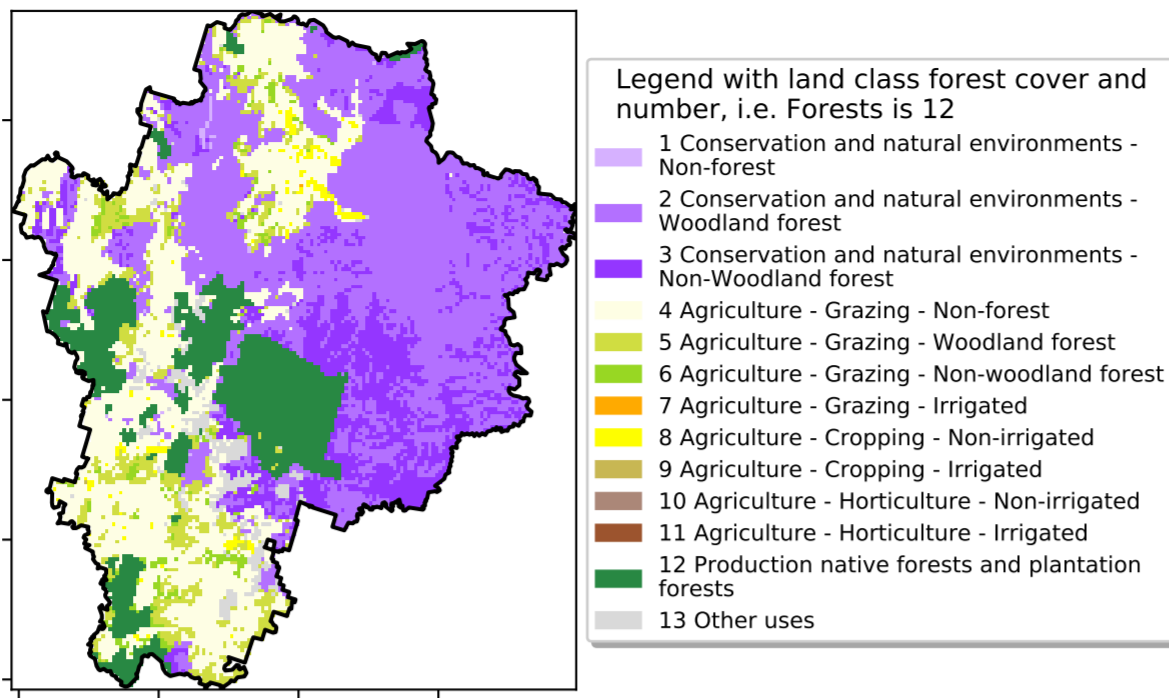 Legend with land class forest cover and
number, i.e. Forests is 12
1 Conservation and natural environments -
Non-forest
2 Conservation and natural environments -
Woodland forest
3 Conservation and natural environments -
Non-Woodland forest
4 Agriculture - Grazing - Non-forest
5 Agriculture - Grazing - Woodland forest
6 Agriculture - Grazing - Non-woodland forest
7 Agriculture - Grazing - Irrigated
8 Agriculture - Cropping - Non-irrigated
9 Agriculture - Cropping - Irrigated
10 Agriculture - Horticulture - Non-irrigated
11 Agriculture - Horticulture - Irrigated
12 Production native forests and plantation
forests
13 Other uses